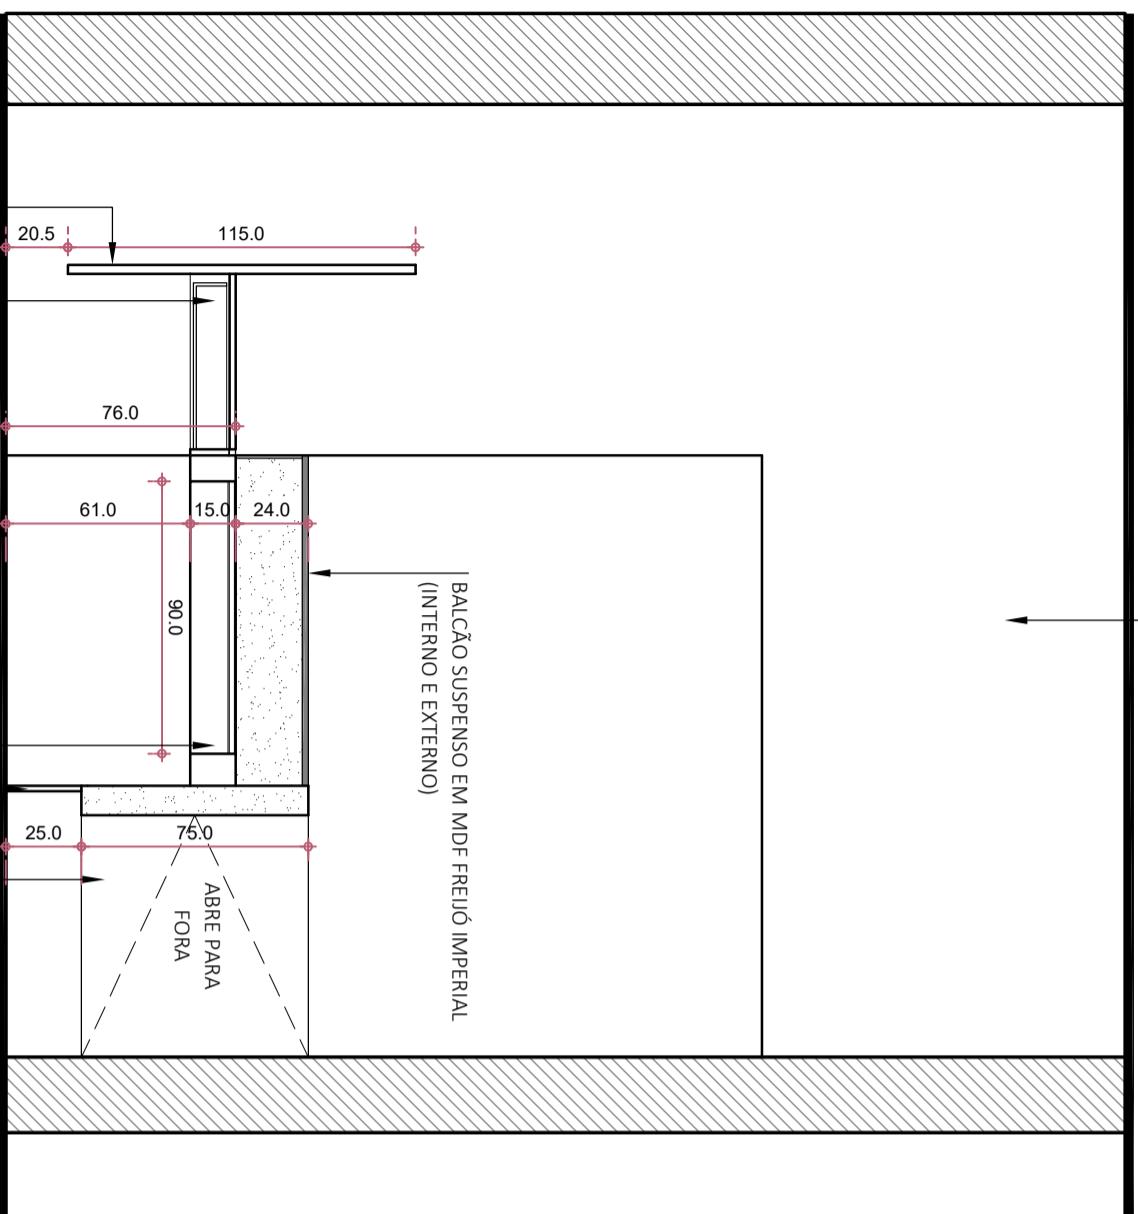 20.5
115.0
76.0
61.0
15.0
24.0
90.0
BALCÃO SUSPENSO EM MDF FREIJÓ IMPERIAL
(INTERNO E EXTERNO)
25.0
75.0
ABRE PARA
FORA